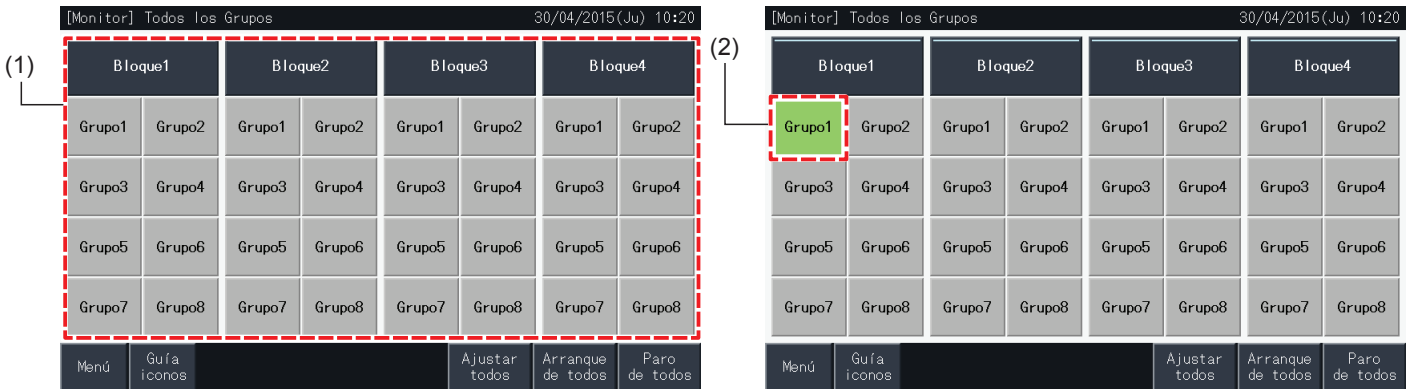 [Monitor] Todos los Grupos 30/04/2015(Ju) 10:20
(1)
Bloque1 Bloque2 Bloque3 Bloque4
Grupo1 Grupo2 Grupo1 Grupo2 Grupo1 Grupo2 Grupo1 Grupo2
Grupo3 Grupo4 Grupo3 Grupo4 Grupo3 Grupo4 Grupo3 Grupo4
Grupo5 Grupo6 Grupo5 Grupo6 Grupo5 Grupo6 Grupo5 Grupo6
Grupo7 Grupo8 Grupo7 Grupo8 Grupo7 Grupo8 Grupo7 Grupo8
Menú Guía iconos Ajustar todos Arranque de todos Paro de todos
[Monitor] Todos los Grupos 30/04/2015(Ju) 10:20
(2)
Bloque1 Bloque2 Bloque3 Bloque4
Grupo1 Grupo2 Grupo1 Grupo2 Grupo1 Grupo2 Grupo1 Grupo2
Grupo3 Grupo4 Grupo3 Grupo4 Grupo3 Grupo4 Grupo3 Grupo4
Grupo5 Grupo6 Grupo5 Grupo6 Grupo5 Grupo6 Grupo5 Grupo6
Grupo7 Grupo8 Grupo7 Grupo8 Grupo7 Grupo8 Grupo7 Grupo8
Menú Guía iconos Ajustar todos Arranque de todos Paro de todos